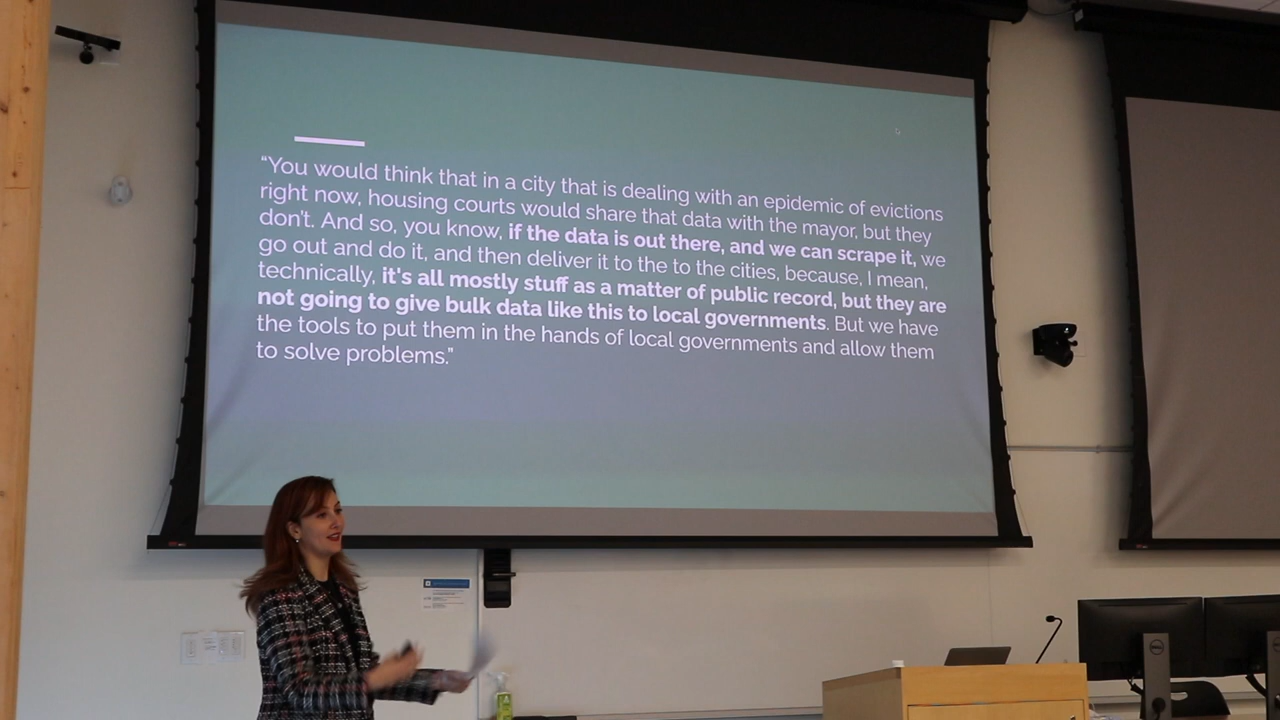 “You would think that in a city that is dealing with an epidemic of evictions
right now, housing courts would share that data with the mayor, but they
don’t. And so, you know, if the data is out there, and we can scrape it, we
go out and do it, and then deliver it to the to the cities, because, I mean,
technically, it's all mostly stuff as a matter of public record, but they are
not going to give bulk data like this to local governments. But we have
the tools to put them in the hands of local governments and allow them
to solve problems.”
DELL